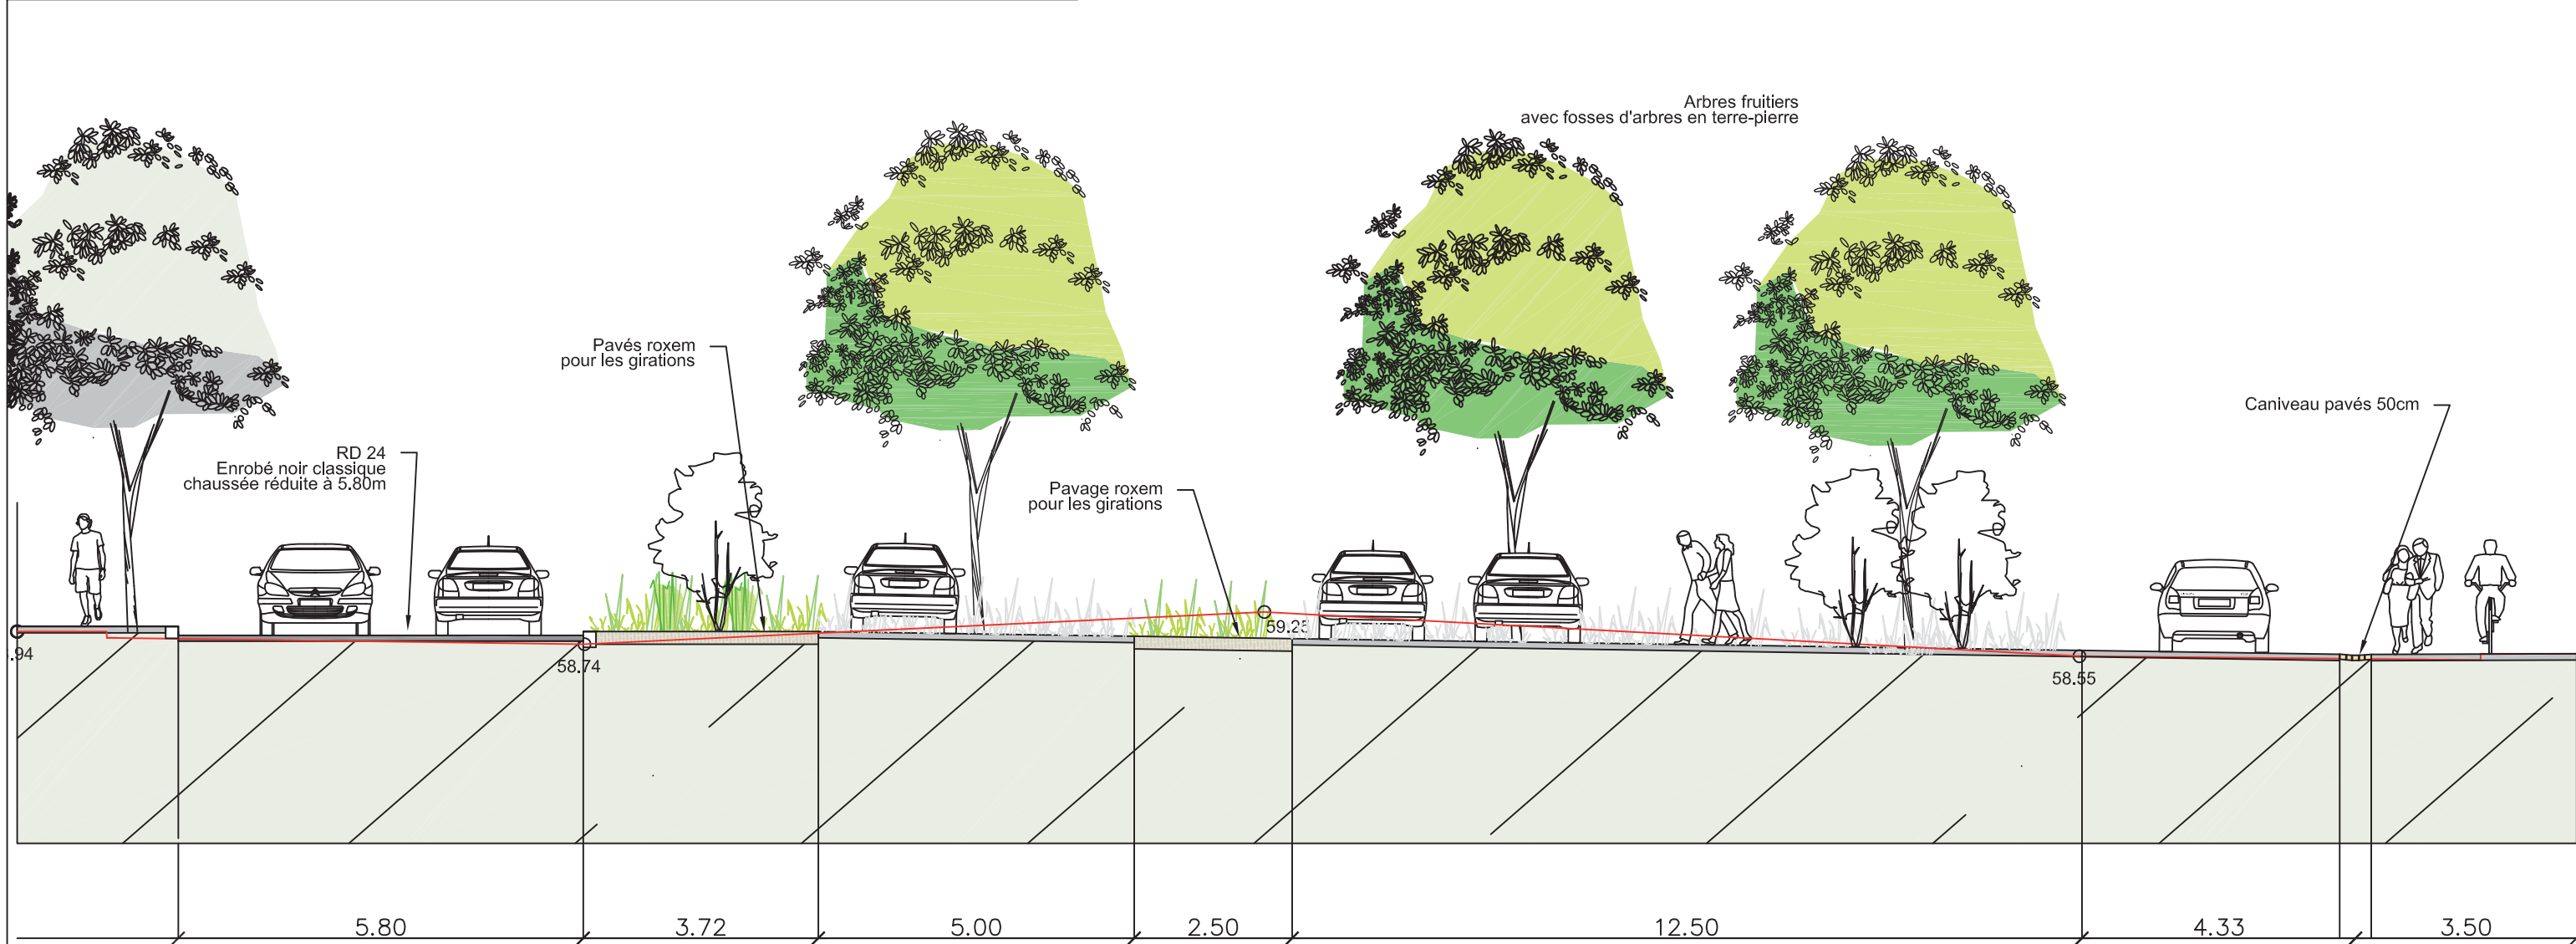 Arbres fruitiers
avec fosses d'arbres en terre-pierre
Pavés roxem
pour les girations
Caniveau pavés 50cm
RD 24
Enrobé noir classique
chaussée réduite à 5.80m
Pavage roxem
pour les girations
.94
58.74
59.23
58.55
5.80
3.72
5.00
2.50
12.50
4.33
3.50